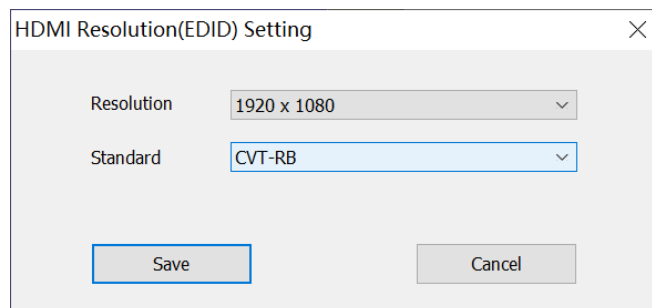 HDMI Resolution(EDID) Setting
Resolution 1920 x 1080
Standard CVT-RB
Save Cancel